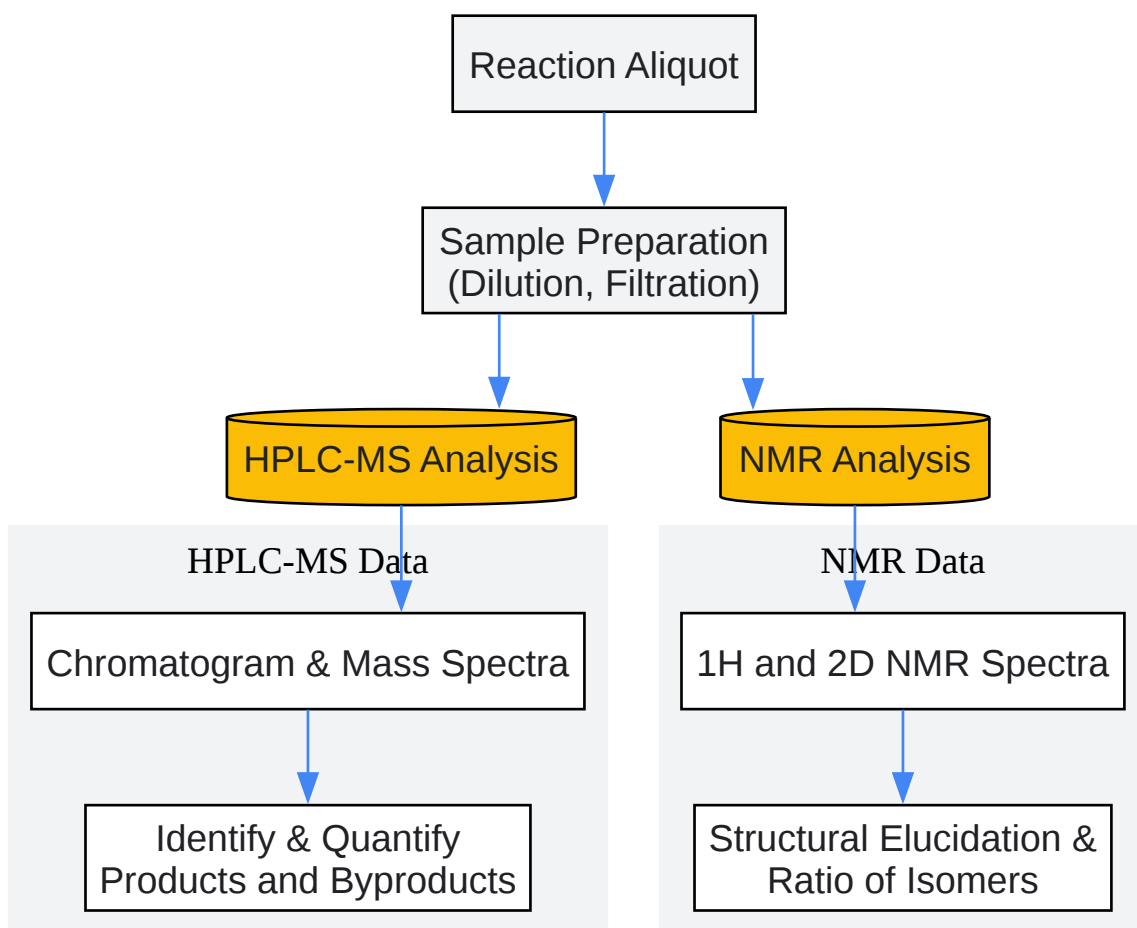 Reaction Aliquot
Sample Preparation
(Dilution, Filtration)
HPLC-MS Analysis
NMR Analysis
HPLC-MS Data
NMR Data
Chromatogram & Mass Spectra
1H and 2D NMR Spectra
Identify & Quantify
Products and Byproducts
Structural Elucidation &
Ratio of Isomers